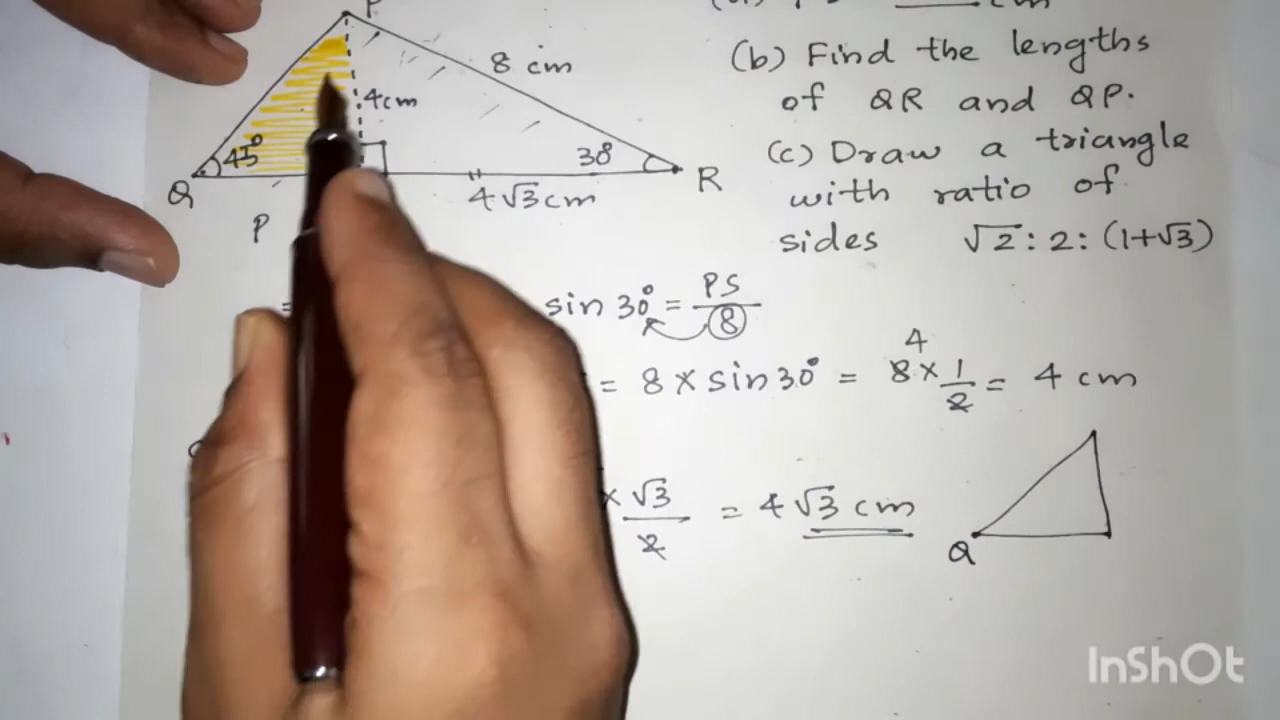 P
8 cm
4cm
45°
30°
Q
R
4√3cm
P
(b) Find the lengths
of QR and QP.
(c) Draw a triangle
with ratio of
sides √2 : 2 : (1+√3)
=
sin 30° = PS/8
= 8 × sin 30° = 8 × 1/2 = 4 cm
4
× √3/2 = 4√3 cm
Q
InShOt